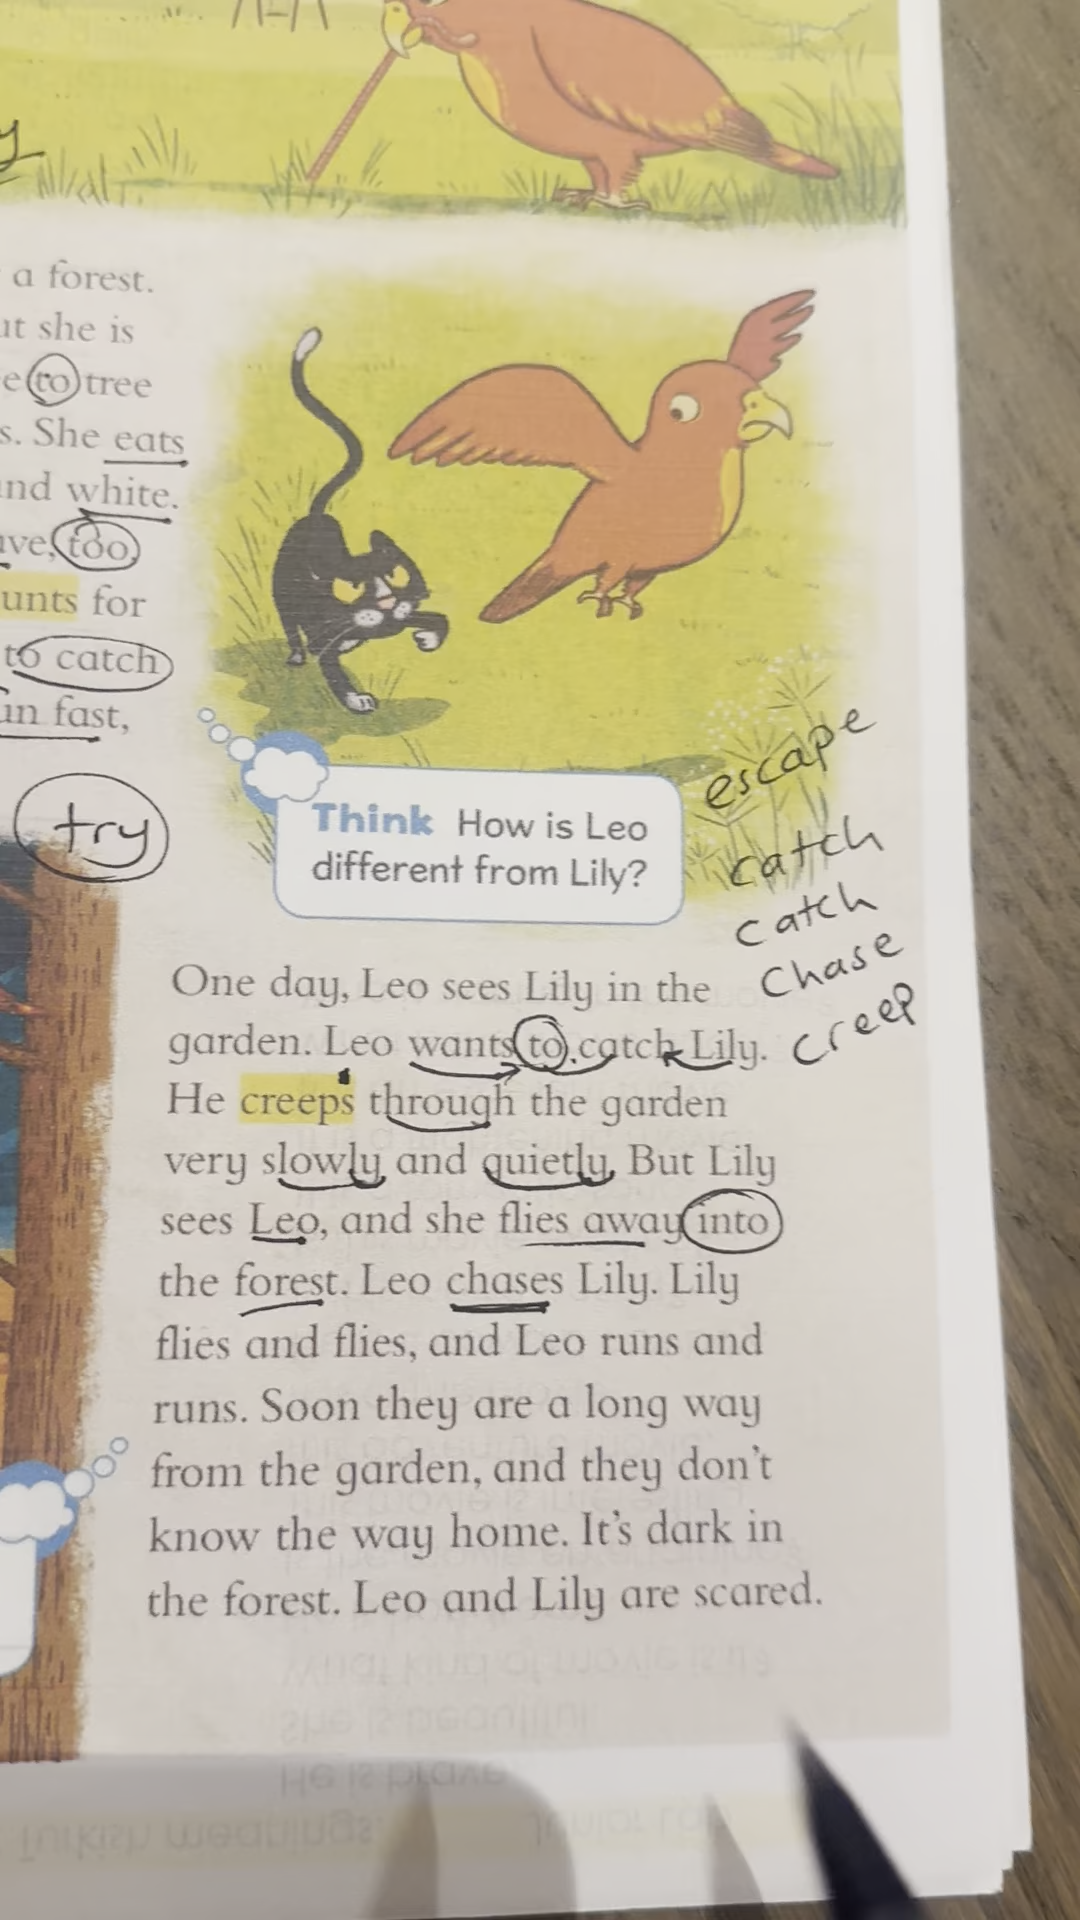 a forest.
she is
to tree
She eats
white.
too,
for
to catch
in fast,
try
Think How is Leo
different from Lily?
escape
catch
catch
chase
creep
One day, Leo sees Lily in the
garden. Leo wants to catch Lily.
He creeps through the garden
very slowly and quietly. But Lily
sees Leo, and she flies away into
the forest. Leo chases Lily. Lily
flies and flies, and Leo runs and
runs. Soon they are a long way
from the garden, and they don't
know the way home. It's dark in
the forest. Leo and Lily are scared.